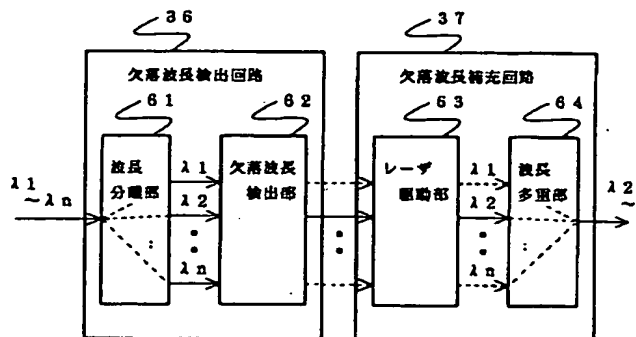 36
37
欠落波長検出回路
欠落波長補充回路
61
62
63
64
λ1
～λn
波長
分離部
λ1
λ2
:
λn
欠落波長
検出部
:
レーザ
駆動部
λ1
λ2
:
λn
波長
多重部
:
λ2
～